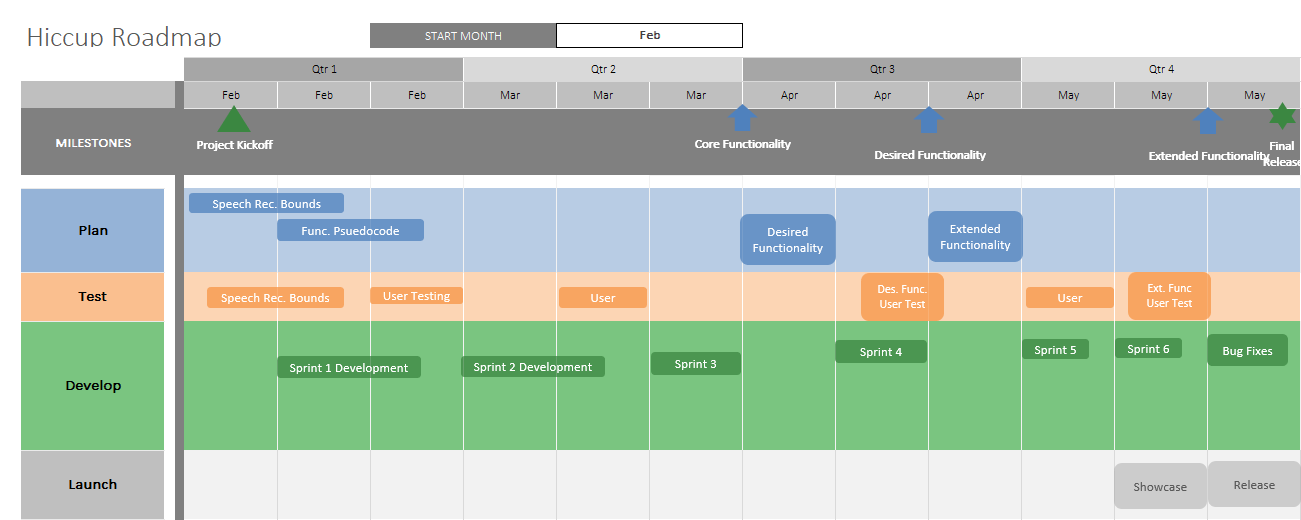 Hiccup Roadmap
START MONTH
Feb
Qtr 1
Qtr 2
Qtr 3
Qtr 4
Feb
Feb
Feb
Mar
Mar
Mar
Apr
Apr
Apr
May
May
May
MILESTONES
Project Kickoff
Core Functionality
Desired Functionality
Extended Functionality
Final
Release
Plan
Speech Rec. Bounds
Func. Psuedocode
Desired
Functionality
Extended
Functionality
Test
Speech Rec. Bounds
User Testing
User
Des. Func.
User Test
User
Ext. Func
User Test
Develop
Sprint 1 Development
Sprint 2 Development
Sprint 3
Sprint 4
Sprint 5
Sprint 6
Bug Fixes
Launch
Showcase
Release